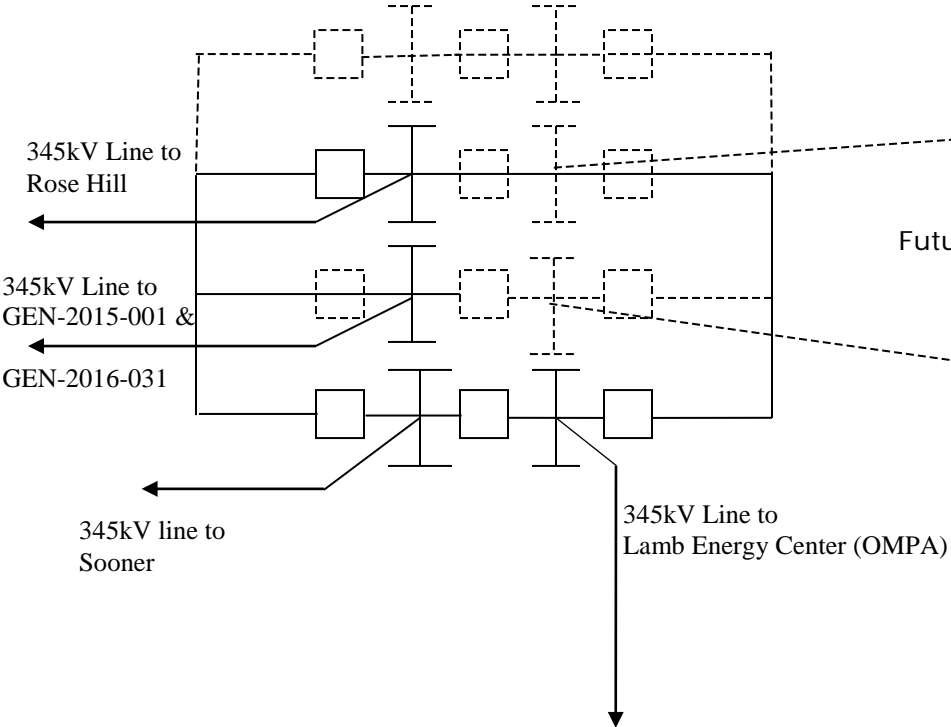 345kV Line to
Rose Hill
Futu
345kV Line to
GEN-2015-001 &
GEN-2016-031
345kV line to
Sooner
345kV Line to
Lamb Energy Center (OMPA)